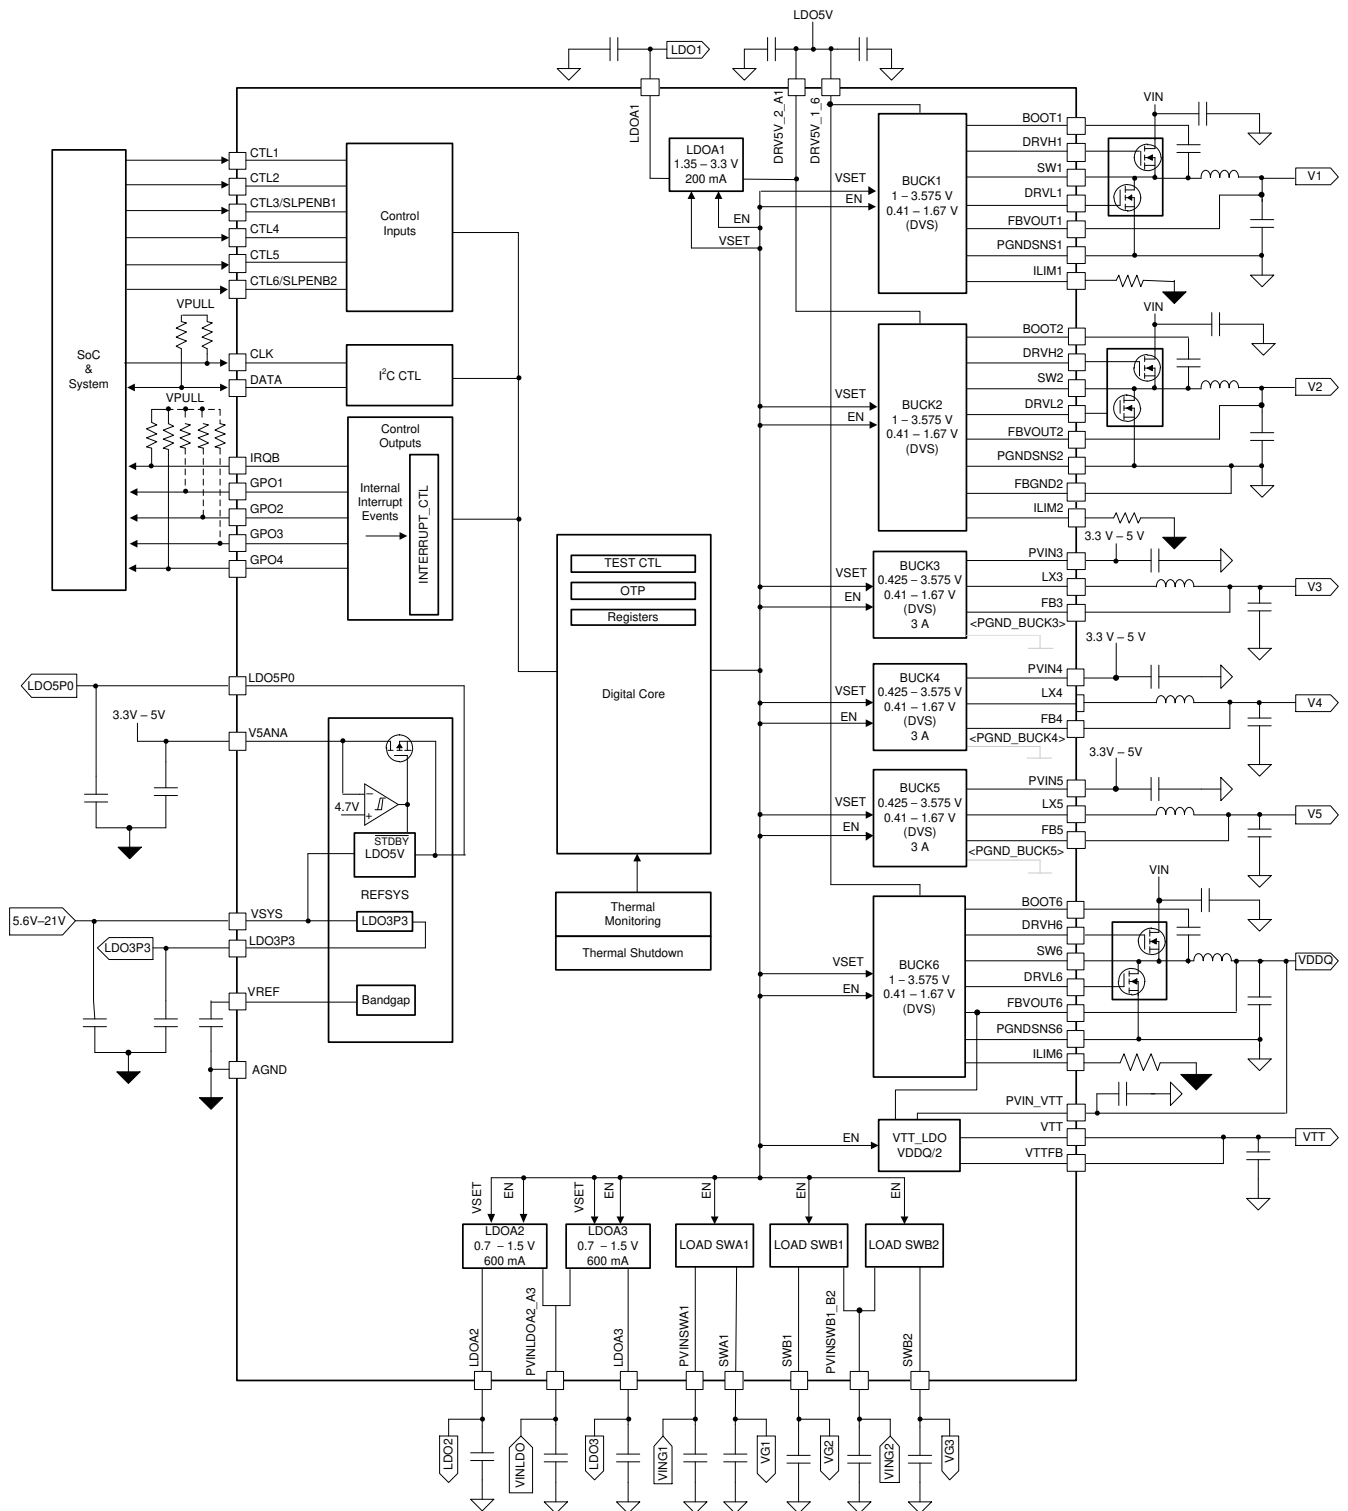 LDO5V
LDO1
LDOA1
DRV5V_2_A1
DRV5V_1_6
SoC
&
System
CTL1
CTL2
CTL3/SLPENB1
CTL4
CTL5
CTL6/SLPENB2
Control
Inputs
VPULL
CLK
DATA
I2C CTL
VPULL
IRQB
GPO1
GPO2
GPO3
GPO4
Control
Outputs
Internal
Interrupt
Events
INTERRUPT_CTL
LDOA1
1.35 – 3.3 V
200 mA
EN
VSET
VSET
EN
BUCK1
1 – 3.575 V
0.41 – 1.67 V
(DVS)
BOOT1
DRVH1
SW1
DRVL1
FBVOUT1
PGNDSNS1
ILIM1
VIN
V1
VSET
EN
BUCK2
1 – 3.575 V
0.41 – 1.67 V
(DVS)
BOOT2
DRVH2
SW2
DRVL2
FBVOUT2
PGNDSNS2
FBGND2
ILIM2
VIN
V2
TEST CTL
OTP
Registers
Digital Core
Thermal
Monitoring
Thermal Shutdown
VSET
EN
BUCK3
0.425 – 3.575 V
0.41 – 1.67 V
(DVS)
3 A
3.3 V – 5 V
PVIN3
LX3
FB3
<PGND_BUCK3>
V3
VSET
EN
BUCK4
0.425 – 3.575 V
0.41 – 1.67 V
(DVS)
3 A
3.3 V – 5 V
PVIN4
LX4
FB4
<PGND_BUCK4>
V4
VSET
EN
BUCK5
0.425 – 3.575 V
0.41 – 1.67 V
(DVS)
3 A
3.3V – 5V
PVIN5
LX5
FB5
<PGND_BUCK5>
V5
LDO5P0
LDO5P0
3.3V – 5V
V5ANA
4.7V
STDBY
LDO5V
REFSYS
5.6V–21V
VSYS
LDO3P3
LDO3P3
LDO3P3
VREF
Bandgap
AGND
VSET
EN
BUCK6
1 – 3.575 V
0.41 – 1.67 V
(DVS)
BOOT6
DRVH6
SW6
DRVL6
FBVOUT6
PGNDSNS6
ILIM6
VIN
VDDQ
PVIN_VTT
EN
VTT_LDO
VDDQ/2
VTT
VTTFB
VTT
VSET
EN
VSET
EN
EN
EN
EN
LDOA2
0.7 – 1.5 V
600 mA
LDOA3
0.7 – 1.5 V
600 mA
LOAD SWA1
LOAD SWB1
LOAD SWB2
LDOA2
PVINLDOA2_A3
LDOA3
PVINSWA1
SWA1
SWB1
PVINSWB1_B2
SWB2
LDO2
VINLDO
LDO3
VING1
VG1
VG2
VING2
VG3